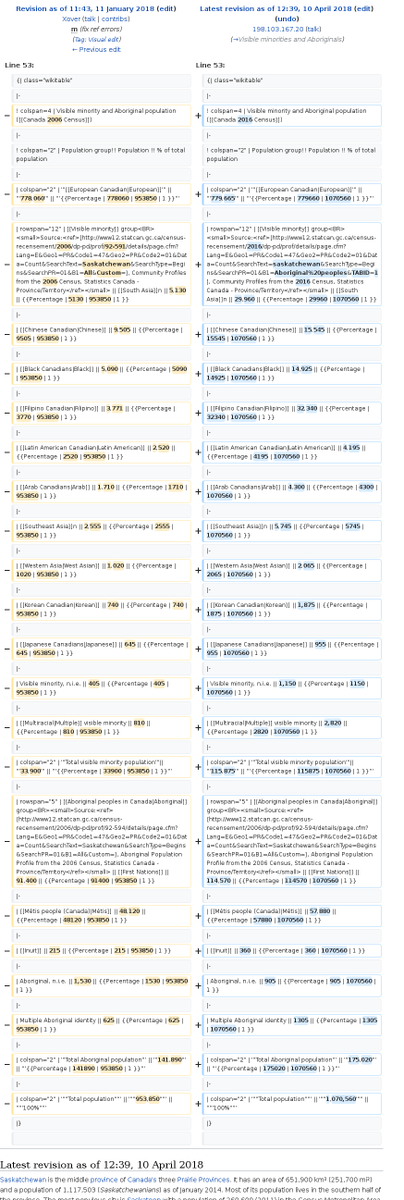 Revision as of 11:43, 11 January 2018 (edit)
Xover (talk | contribs)
m (fix ref errors)
(Tag: Visual edit)
← Previous edit
Latest revision as of 12:39, 10 April 2018 (edit)
(undo)
198.103.167.20 (talk)
(→Visible minorities and Aboriginals)
Line 53:
Line 53:
{| class="wikitable"
{| class="wikitable"
|-
|-
! colspan=4 | Visible minority and Aboriginal population
([[Canada 2006 Census]])
! colspan=4 | Visible minority and Aboriginal population
([[Canada 2016 Census]])
|-
|-
! colspan="2" | Population group!! Population !! % of total
population
! colspan="2" | Population group!! Population !! % of total
population
|-
|-
| colspan="2" | '''[[European Canadian|European]]''' ||
'''778,060''' || '''{{Percentage | 778060 | 953850 | 1 }}'''
| colspan="2" | '''[[European Canadian|European]]''' ||
'''779,665''' || '''{{Percentage | 779660 | 1070560 | 1 }}'''
|-
|-
| rowspan="12" | [[Visible minority]] group<BR>
<small>Source:<ref>[http://www12.statcan.gc.ca/census-
recensement/2006/dp-pd/prof/92-591/details/page.cfm?
Lang=E&Geo1=PR&Code1=47&Geo2=PR&Code2=01&Dat
a=Count&SearchText=Saskatchewan&SearchType=Begi
ns&SearchPR=01&B1=All&Custom=], Community Profiles
from the 2006 Census, Statistics Canada -
Province/Territory</ref></small> || [[South Asia]]n || 5,130
|| {{Percentage | 5130 | 953850 | 1 }}
| rowspan="12" | [[Visible minority]] group<BR>
<small>Source:<ref>[http://www12.statcan.gc.ca/census-
recensement/2016/dp-pd/prof/details/page.cfm?
Lang=E&Geo1=PR&Code1=47&Geo2=PR&Code2=01&Dat
a=Count&SearchText=saskatchewan&SearchType=Begi
ns&SearchPR=01&B1=Aboriginal%20peoples&TABID=1
], Community Profiles from the 2016 Census, Statistics
Canada - Province/Territory</ref></small> || [[South
Asia]]n || 29,960 || {{Percentage | 29960 | 1070560 | 1 }}
|-
|-
| [[Chinese Canadian|Chinese]] || 9,505 || {{Percentage |
9505 | 953850 | 1 }}
| [[Chinese Canadian|Chinese]] || 15,545 || {{Percentage |
15545 | 1070560 | 1 }}
|-
|-
| [[Black Canadians|Black]] || 5,090 || {{Percentage | 5090
| 953850 | 1 }}
| [[Black Canadians|Black]] || 14,925 || {{Percentage |
14925 | 1070560 | 1 }}
|-
|-
| [[Filipino Canadian|Filipino]] || 3,771 || {{Percentage |
3770 | 953850 | 1 }}
| [[Filipino Canadian|Filipino]] || 32,340 || {{Percentage |
32340 | 1070560 | 1 }}
|-
|-
| [[Latin American Canadian|Latin American]] || 2,520 ||
{{Percentage | 2520 | 953850 | 1 }}
| [[Latin American Canadian|Latin American]] || 4,195 ||
{{Percentage | 4195 | 1070560 | 1 }}
|-
|-
| [[Arab Canadians|Arab]] || 1,710 || {{Percentage | 1710 |
953850 | 1 }}
| [[Arab Canadians|Arab]] || 4,300 || {{Percentage | 4300 |
1070560 | 1 }}
|-
|-
| [[Southeast Asia]]n || 2,555 || {{Percentage | 2555 |
953850 | 1 }}
| [[Southeast Asia]]n || 5,745 || {{Percentage | 5745 |
1070560 | 1 }}
|-
|-
| [[Western Asia|West Asian]] || 1,020 || {{Percentage |
1020 | 953850 | 1 }}
| [[Western Asia|West Asian]] || 2,065 || {{Percentage |
2065 | 1070560 | 1 }}
|-
|-
| [[Korean Canadian|Korean]] || 740 || {{Percentage | 740 |
953850 | 1 }}
| [[Korean Canadian|Korean]] || 1,875 || {{Percentage |
1875 | 1070560 | 1 }}
|-
|-
| [[Japanese Canadians|Japanese]] || 645 || {{Percentage |
645 | 953850 | 1 }}
| [[Japanese Canadians|Japanese]] || 955 || {{Percentage |
955 | 1070560 | 1 }}
|-
|-
| Visible minority, n.i.e. || 405 || {{Percentage | 405 |
953850 | 1 }}
| Visible minority, n.i.e. || 1,150 || {{Percentage | 1150 |
1070560 | 1 }}
|-
|-
| [[Multiracial|Multiple]] visible minority || 810 ||
{{Percentage | 810 | 953850 | 1 }}
| [[Multiracial|Multiple]] visible minority || 2,820 ||
{{Percentage | 2820 | 1070560 | 1 }}
|-
|-
| colspan="2" | '''Total visible minority population''' ||
'''33,900''' || '''{{Percentage | 33900 | 953850 | 1 }}'''
| colspan="2" | '''Total visible minority population''' ||
'''115,875''' || '''{{Percentage | 115875 | 1070560 | 1 }}'''
|-
|-
| rowspan="5" | [[Aboriginal peoples in Canada|Aboriginal]]
group<BR><small>Source:<ref>
[http://www12.statcan.gc.ca/census-
recensement/2006/dp-pd/prof/92-594/details/page.cfm?
Lang=E&Geo1=PR&Code1=47&Geo2=PR&Code2=01&Dat
a=Count&SearchText=Saskatchewan&SearchType=Begins
&SearchPR=01&B1=All&Custom=], Aboriginal Population
Profile from the 2006 Census, Statistics Canada -
Province/Territory</ref></small> || [[First Nations]] ||
91,400 || {{Percentage | 91400 | 953850 | 1 }}
| rowspan="5" | [[Aboriginal peoples in Canada|Aboriginal]]
group<BR><small>Source:<ref>
[http://www12.statcan.gc.ca/census-
recensement/2006/dp-pd/prof/92-594/details/page.cfm?
Lang=E&Geo1=PR&Code1=47&Geo2=PR&Code2=01&Dat
a=Count&SearchText=Saskatchewan&SearchType=Begins
&SearchPR=01&B1=All&Custom=], Aboriginal Population
Profile from the 2006 Census, Statistics Canada -
Province/Territory</ref></small> || [[First Nations]] ||
114,570 || {{Percentage | 114570 | 1070560 | 1 }}
|-
|-
| [[Métis people (Canada)|Métis]] || 48,120 ||
{{Percentage | 48120 | 953850 | 1 }}
| [[Métis people (Canada)|Métis]] || 57,880 ||
{{Percentage | 57880 | 1070560 | 1 }}
|-
|-
| [[Inuit]] || 215 || {{Percentage | 215 | 953850 | 1 }}
| [[Inuit]] || 360 || {{Percentage | 360 | 1070560 | 1 }}
|-
|-
| Aboriginal, n.i.e. || 1,530 || {{Percentage | 1530 | 953850
| 1 }}
| Aboriginal, n.i.e. || 905 || {{Percentage | 905 | 1070560 |
1 }}
|-
|-
| Multiple Aboriginal identity || 625 || {{Percentage | 625 |
953850 | 1 }}
| Multiple Aboriginal identity || 1305 || {{Percentage | 1305
| 1070560 | 1 }}
|-
|-
| colspan="2" | '''Total Aboriginal population''' || '''141,890'''
|| '''{{Percentage | 141890 | 953850 | 1 }}'''
| colspan="2" | '''Total Aboriginal population''' || '''175,020'''
|| '''{{Percentage | 175020 | 1070560 | 1 }}'''
|-
|-
| colspan="2" | '''Total population''' || '''953,850''' ||
'''100%'''
| colspan="2" | '''Total population''' || '''1,070,560''' ||
'''100%'''
|}
|}
Latest revision as of 12:39, 10 April 2018
Saskatchewan is the middle province of Canada's three Prairie Provinces. It has an area of 651,900 km² (251,700 mi²)
and a population of 1,117,503 (Saskatchewanians) as of January 2014. Most of its population lives in the southern half of